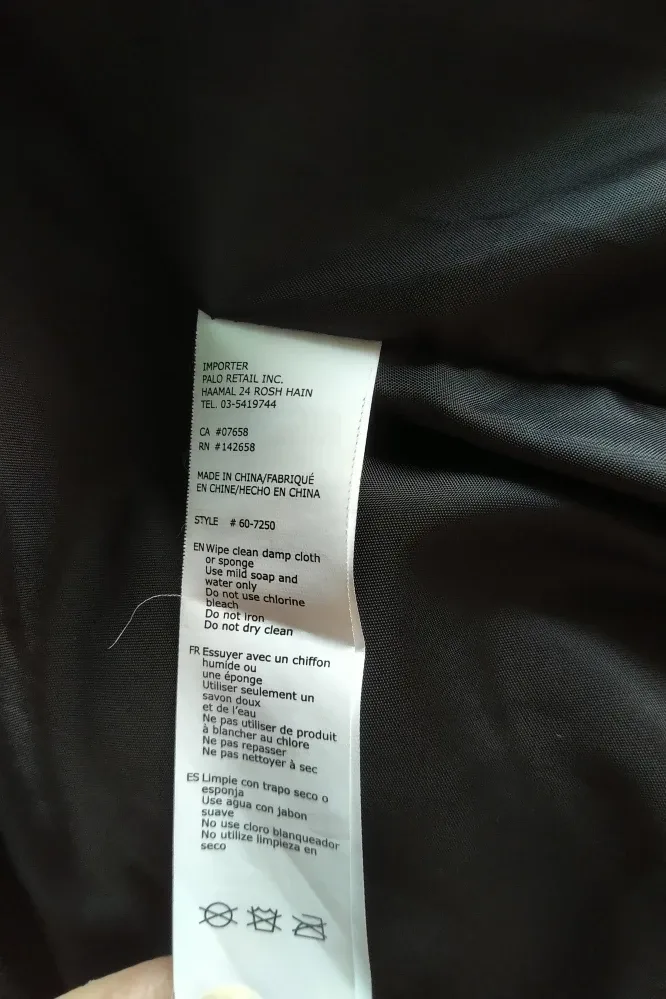 IMPORTER
PALO RETAIL INC.
HAAMAL 24 ROSH HAIN
TEL. 03-5419744
CA #07658
RN #142658
MADE IN CHINA/FABRIQUÉ
EN CHINE/HECHO EN CHINA
STYLE # 60-7250
EN Wipe clean damp cloth
or sponge
Use mild soap and
water only
Do not use chlorine
bleach
Do not iron
Do not dry clean
FR Essuyer avec un chiffon
humide ou
une éponge
Utiliser seulement un
savon doux
et de l'eau
Ne pas utiliser de produit
à blancher au chlore
Ne pas repasser
Ne pas nettoyer à sec
ES Limpie con trapo seco o
esponja
Use agua con jabon
suave
No use cloro blanqueador
No utilize limpieza en
seco